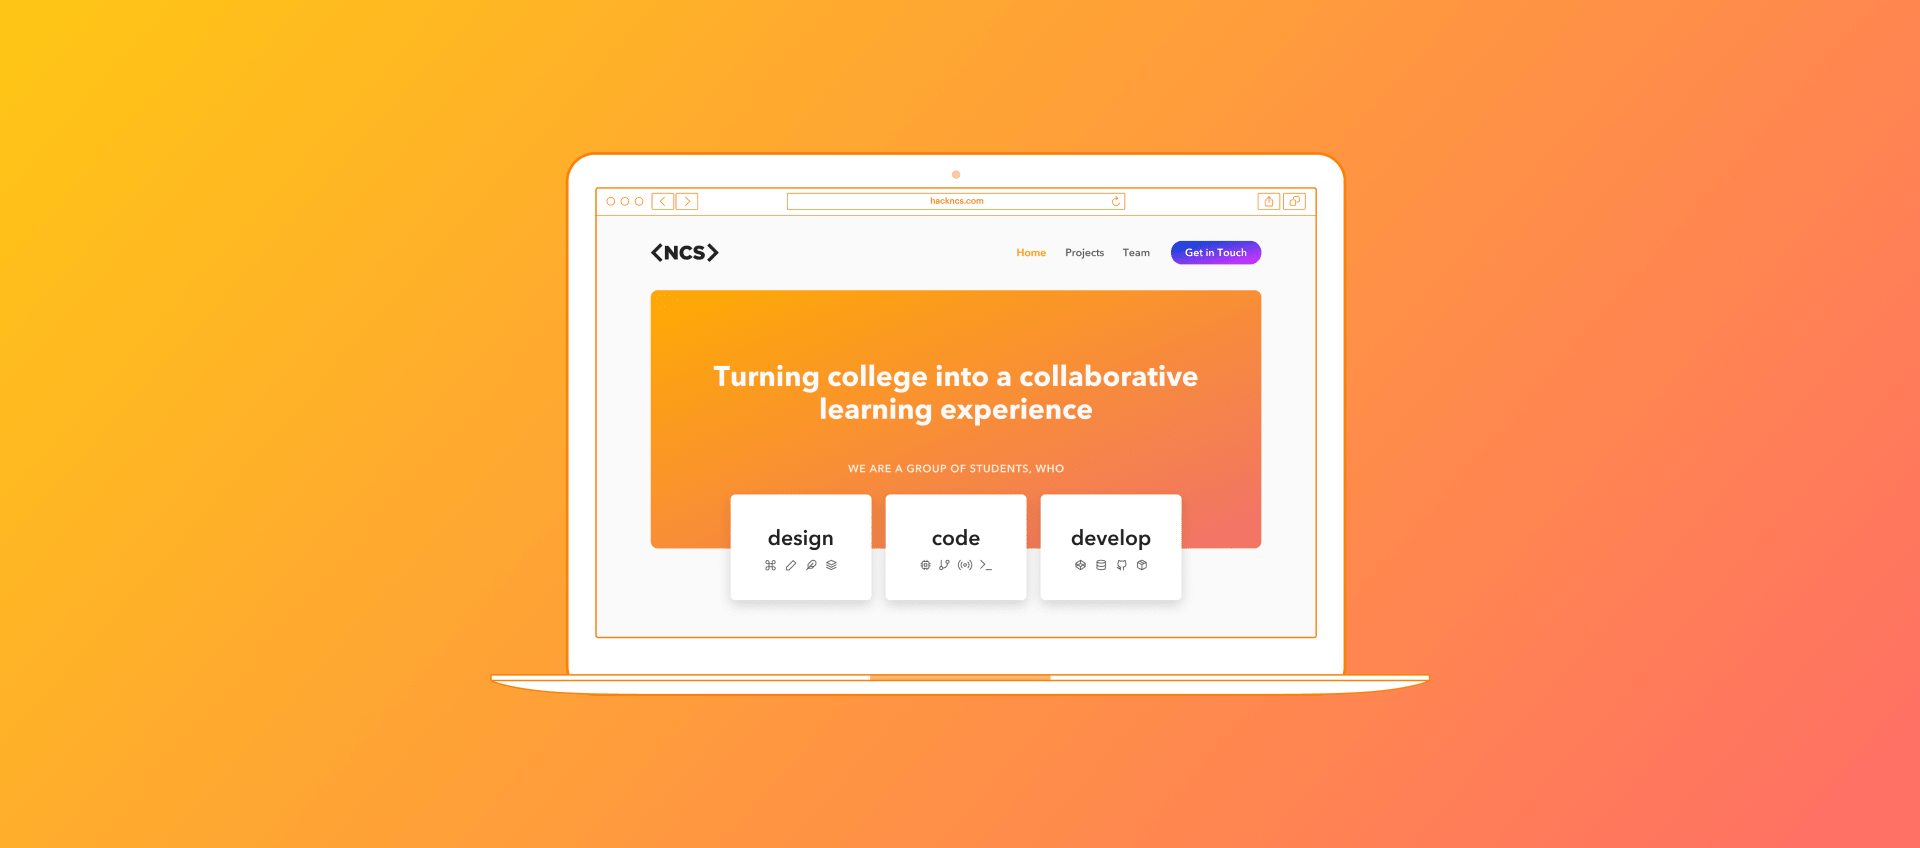 hackncs.com
<NCS>
Home Projects Team Get in Touch
Turning college into a collaborative
learning experience
WE ARE A GROUP OF STUDENTS, WHO
design code develop